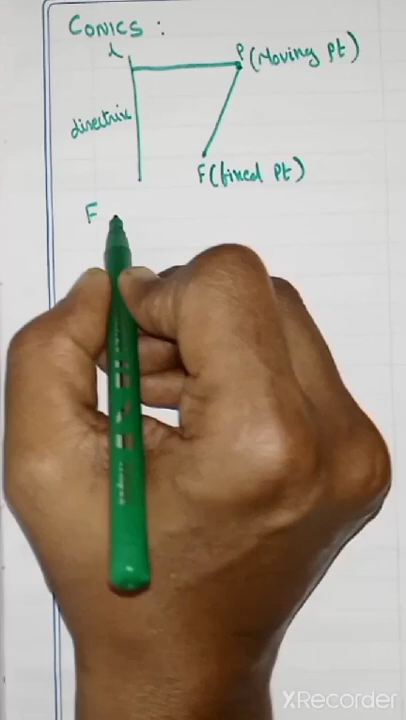 CONICS :
l
P (Moving pt)
directrix
F (fixed pt)
F
XRecorder